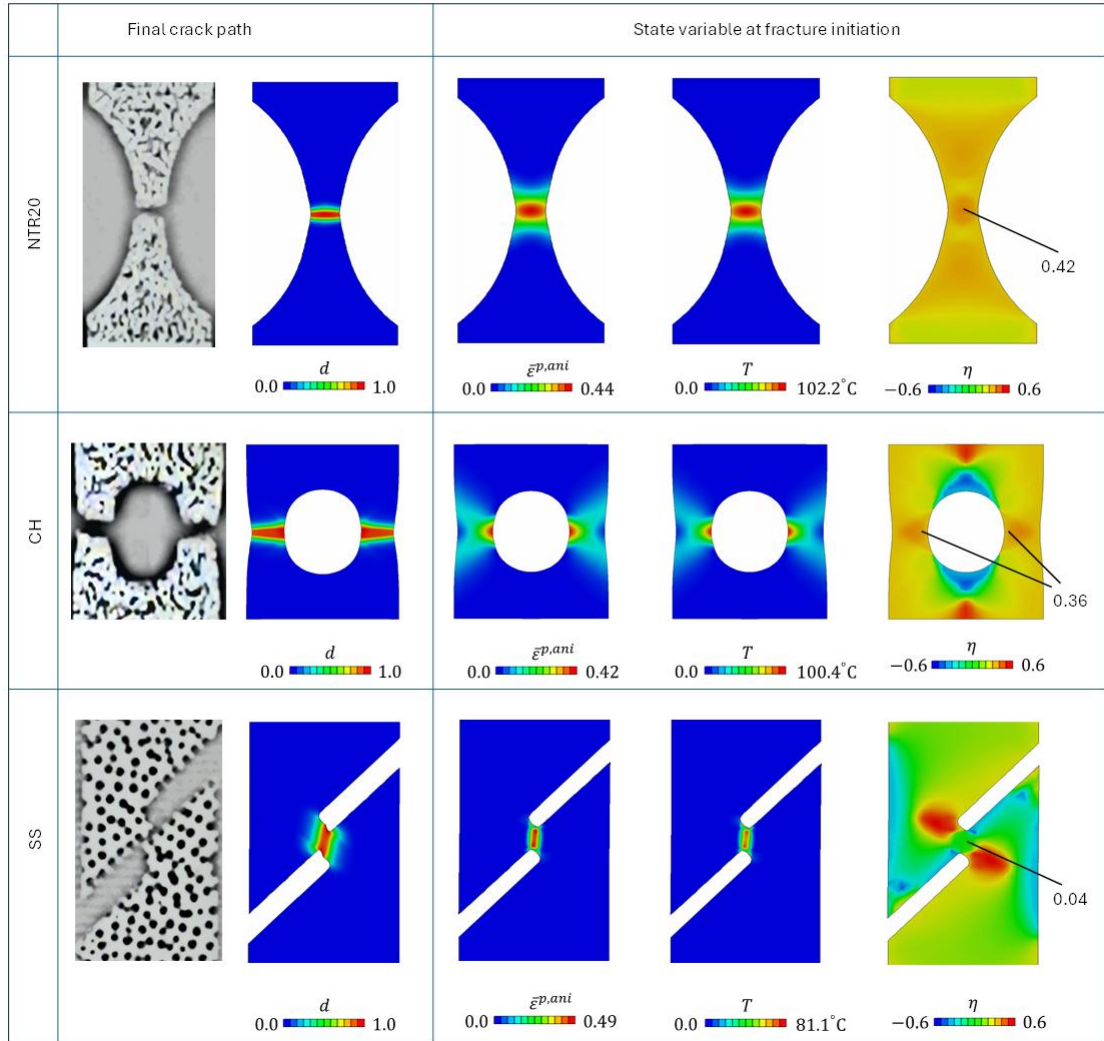 Final crack path
State variable at fracture initiation
NTR20
0.42
d
0.0 1.0
ε̄^{p,ani}
0.0 0.44
T
0.0 102.2°C
η
−0.6 0.6
CH
0.36
d
0.0 1.0
ε̄^{p,ani}
0.0 0.42
T
0.0 100.4°C
η
−0.6 0.6
SS
0.04
d
0.0 1.0
ε̄^{p,ani}
0.0 0.49
T
0.0 81.1°C
η
−0.6 0.6